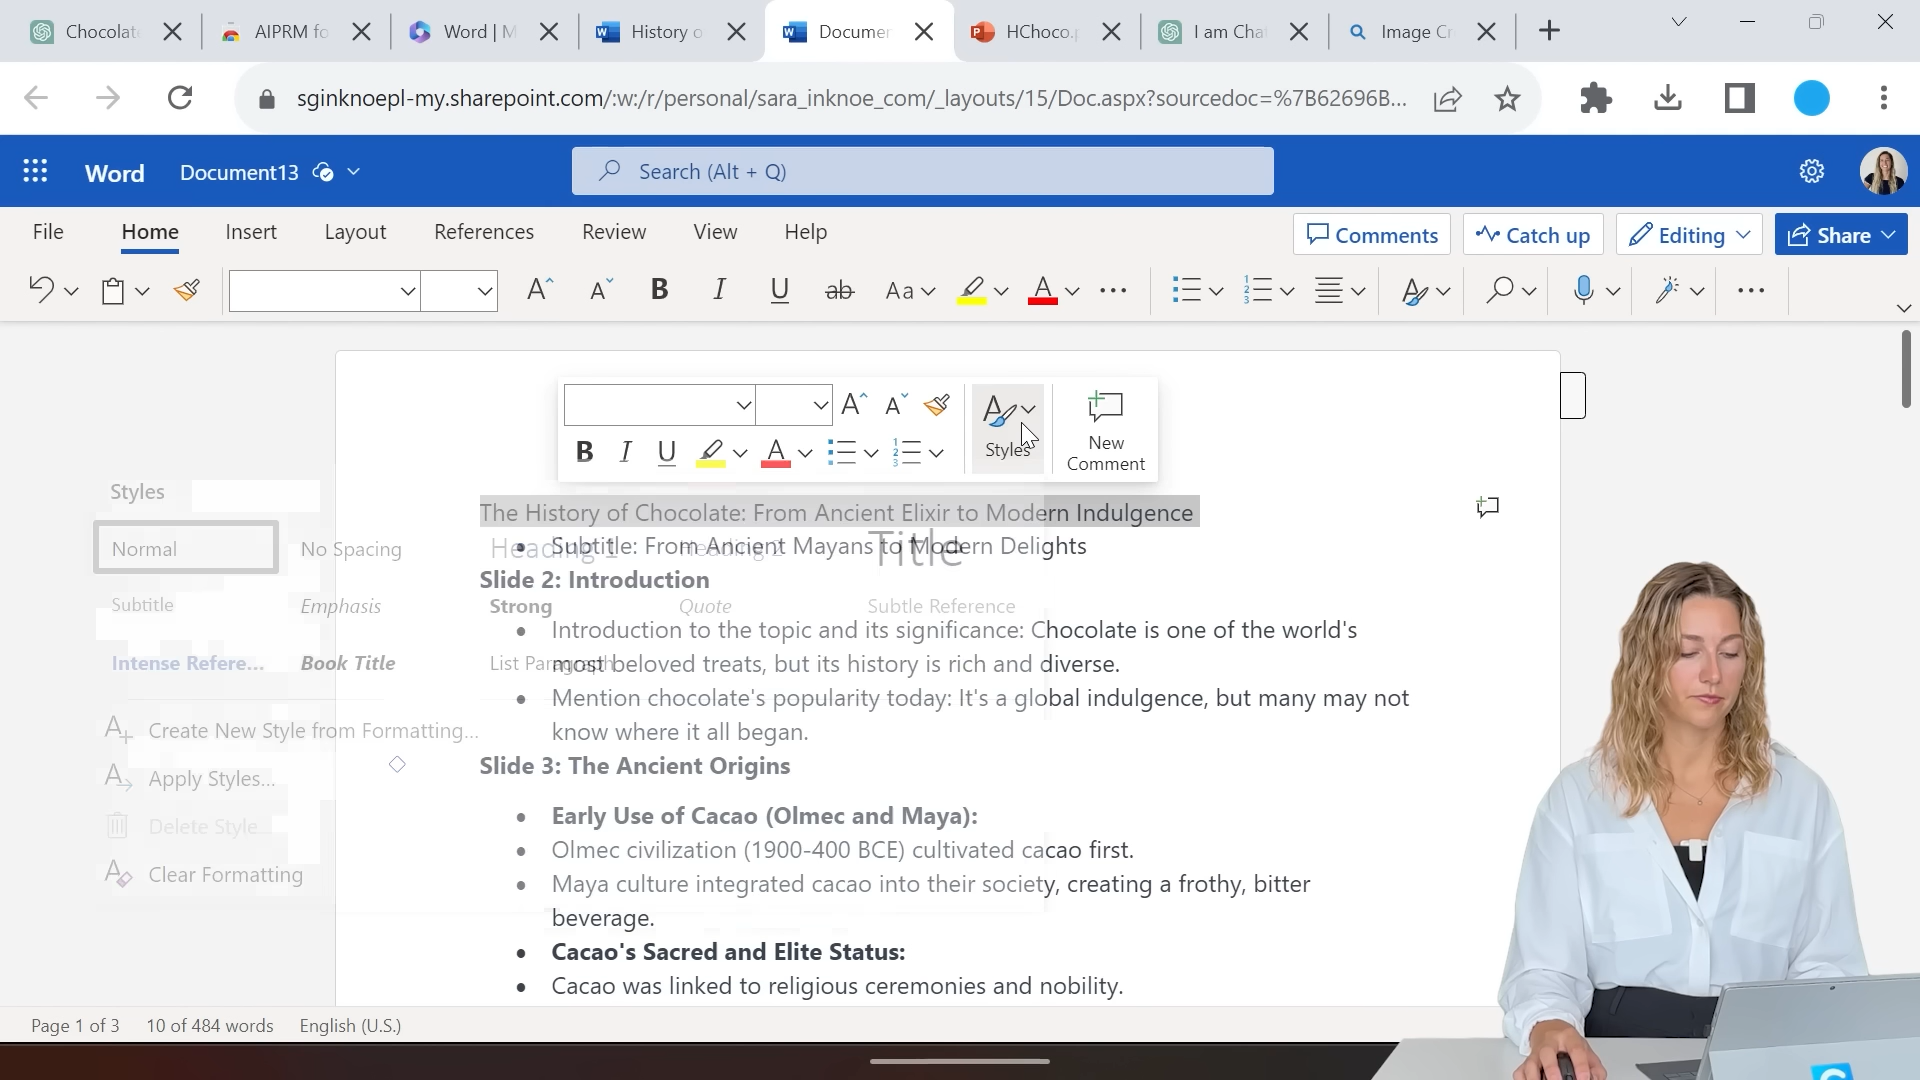 Chocolat
AIPRM fo
Word | M
History o
Documen
HChoco.p
I am Chat
Image Cr
sginknoepl-my.sharepoint.com/:w:/r/personal/sara_inknoe_com/_layouts/15/Doc.aspx?sourcedoc=%7B62696B...
Word
Document13
Search (Alt + Q)
File
Home
Insert
Layout
References
Review
View
Help
Comments
Catch up
Editing
Share
Styles
New
Comment
The History of Chocolate: From Ancient Elixir to Modern Indulgence
Subtitle: From Ancient Mayans to Modern Delights
Slide 2: Introduction
Introduction to the topic and its significance: Chocolate is one of the world's
most beloved treats, but its history is rich and diverse.
Mention chocolate's popularity today: It's a global indulgence, but many may not
know where it all began.
Slide 3: The Ancient Origins
Early Use of Cacao (Olmec and Maya):
Olmec civilization (1900-400 BCE) cultivated cacao first.
Maya culture integrated cacao into their society, creating a frothy, bitter
beverage.
Cacao's Sacred and Elite Status:
Cacao was linked to religious ceremonies and nobility.
Styles
Normal
No Spacing
Heading 1
Heading 2
Title
Subtitle
Emphasis
Strong
Quote
Subtle Reference
Intense Refere...
Book Title
List Paragraph
Create New Style from Formatting...
Apply Styles...
Delete Style...
Clear Formatting
Page 1 of 3
10 of 484 words
English (U.S.)